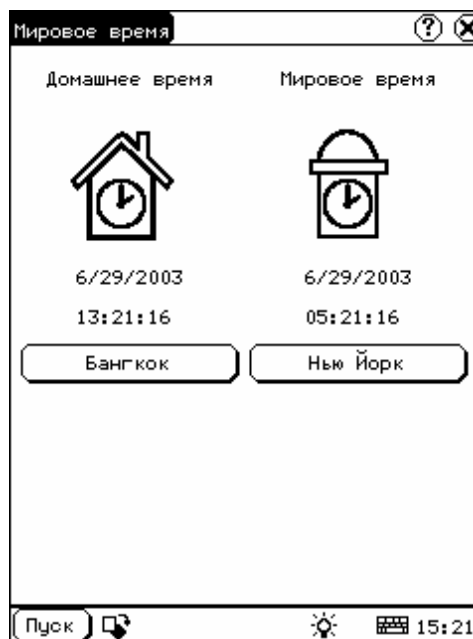 Мировое время
Домашнее время
Мировое время
6/29/2003
6/29/2003
13:21:16
05:21:16
Бангкок
Нью Йорк
Пуск
15:21